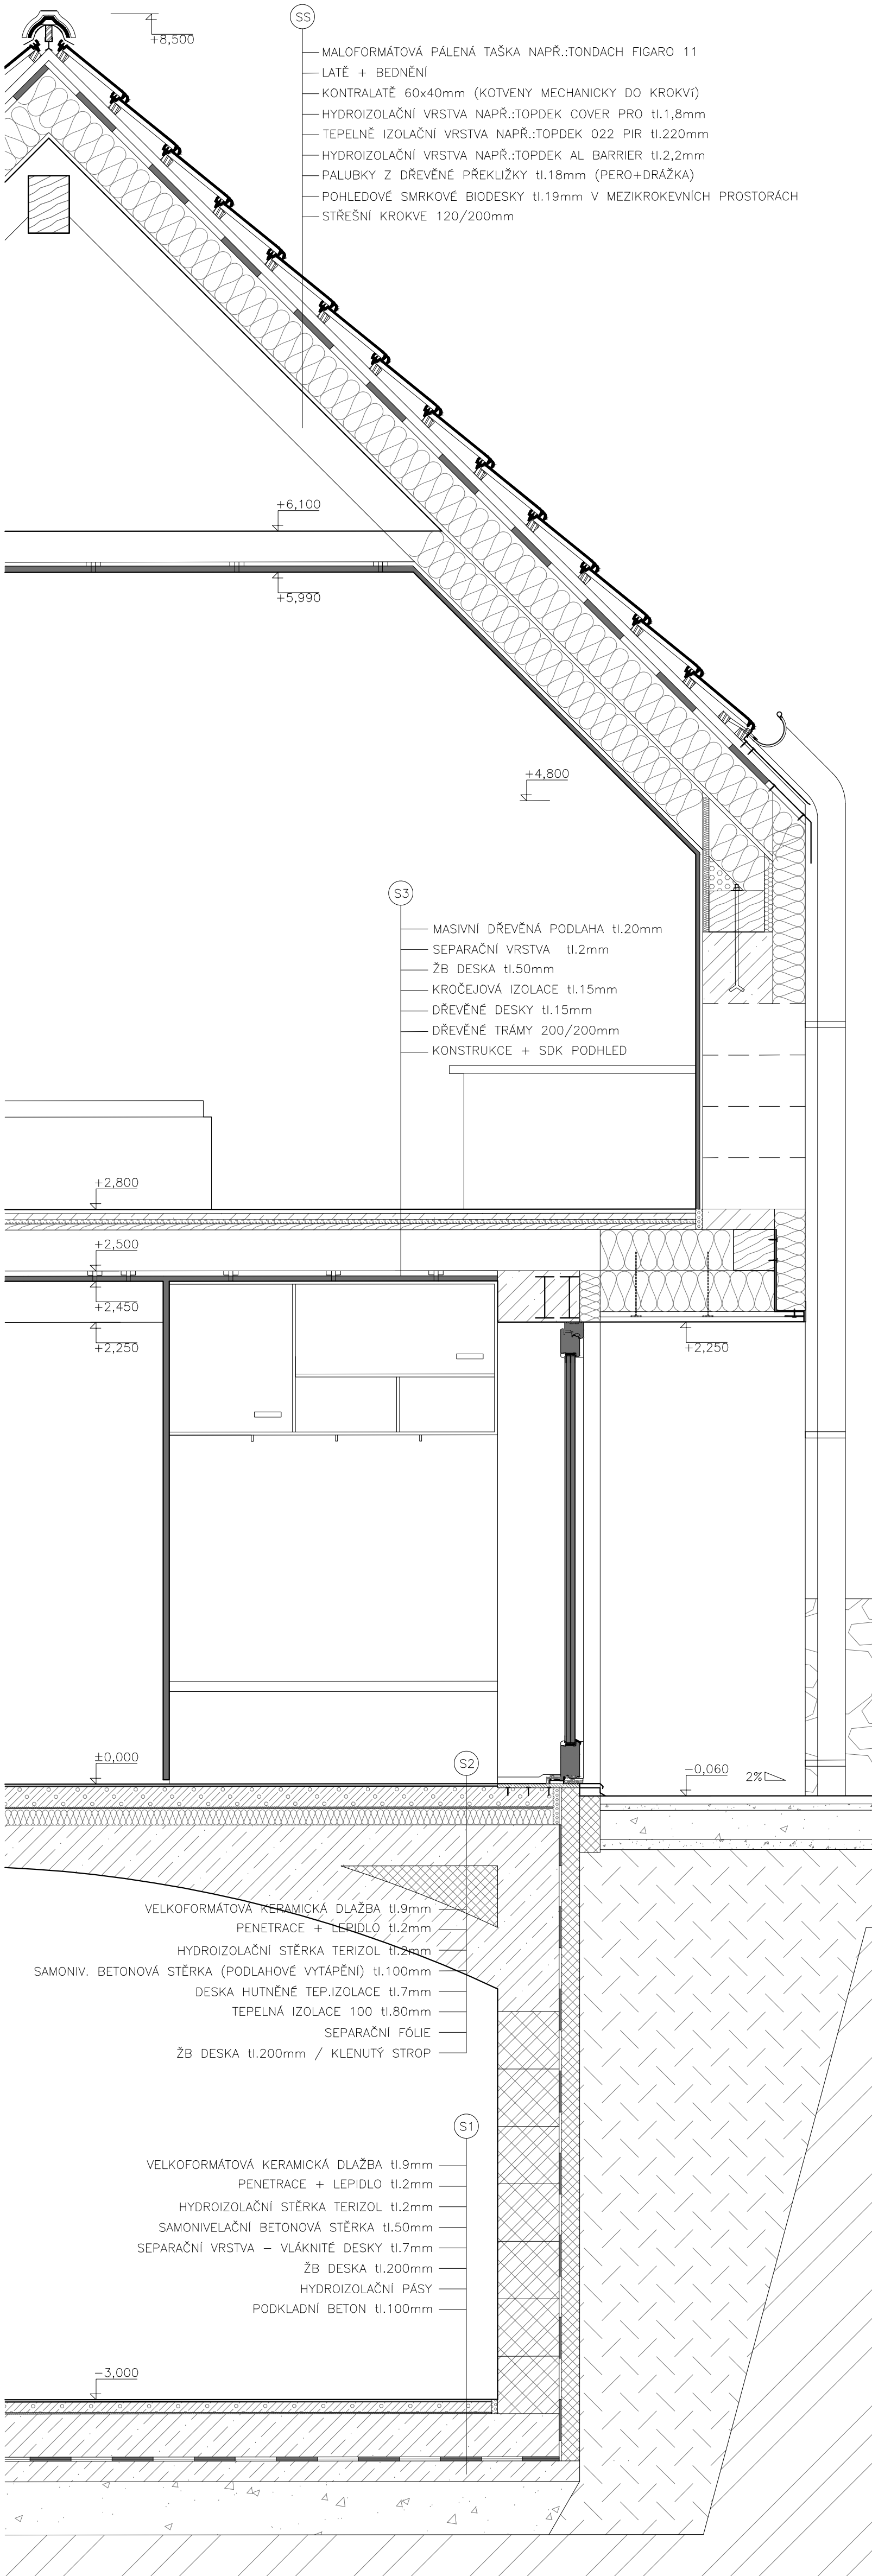 +8,500
SS
MALOFORMÁTOVÁ PÁLENÁ TAŠKA NAPŘ.:TONDACH FIGARO 11
LATĚ + BEDNĚNÍ
KONTRALATĚ 60x40mm (KOTVENY MECHANICKY DO KROKVí)
HYDROIZOLAČNÍ VRSTVA NAPŘ.:TOPDEK COVER PRO tl.1,8mm
TEPELNĚ IZOLAČNÍ VRSTVA NAPŘ.:TOPDEK 022 PIR tl.220mm
HYDROIZOLAČNÍ VRSTVA NAPŘ.:TOPDEK AL BARRIER tl.2,2mm
PALUBKY Z DŘEVĚNÉ PŘEKLIŽKY tl.18mm (PERO+DRÁŽKA)
POHLEDOVÉ SMRKOVÉ BIODESKY tl.19mm V MEZIKROKEVNÍCH PROSTORÁCH
STŘEŠNÍ KROKVE 120/200mm
+6,100
+5,990
+4,800
S3
MASIVNÍ DŘEVĚNÁ PODLAHA tl.20mm
SEPARAČNÍ VRSTVA tl.2mm
ŽB DESKA tl.50mm
KROČEJOVÁ IZOLACE tl.15mm
DŘEVĚNÉ DESKY tl.15mm
DŘEVĚNÉ TRÁMY 200/200mm
KONSTRUKCE + SDK PODHLED
+2,800
+2,500
+2,450
+2,250
+2,250
±0,000
S2
-0,060
2%
VELKOFORMÁTOVÁ KERAMICKÁ DLAŽBA tl.9mm
PENETRACE + LEPIDLO tl.2mm
HYDROIZOLAČNÍ STĚRKA TERIZOL tl.2mm
SAMONIV. BETONOVÁ STĚRKA (PODLAHOVÉ VYTÁPĚNÍ) tl.100mm
DESKA HUTNĚNÉ TEP.IZOLACE tl.7mm
TEPELNÁ IZOLACE 100 tl.80mm
SEPARAČNÍ FÓLIE
ŽB DESKA tl.200mm / KLENUTÝ STROP
S1
VELKOFORMÁTOVÁ KERAMICKÁ DLAŽBA tl.9mm
PENETRACE + LEPIDLO tl.2mm
HYDROIZOLAČNÍ STĚRKA TERIZOL tl.2mm
SAMONIVELAČNÍ BETONOVÁ STĚRKA tl.50mm
SEPARAČNÍ VRSTVA – VLÁKNITÉ DESKY tl.7mm
ŽB DESKA tl.200mm
HYDROIZOLAČNÍ PÁSY
PODKLADNÍ BETON tl.100mm
-3,000